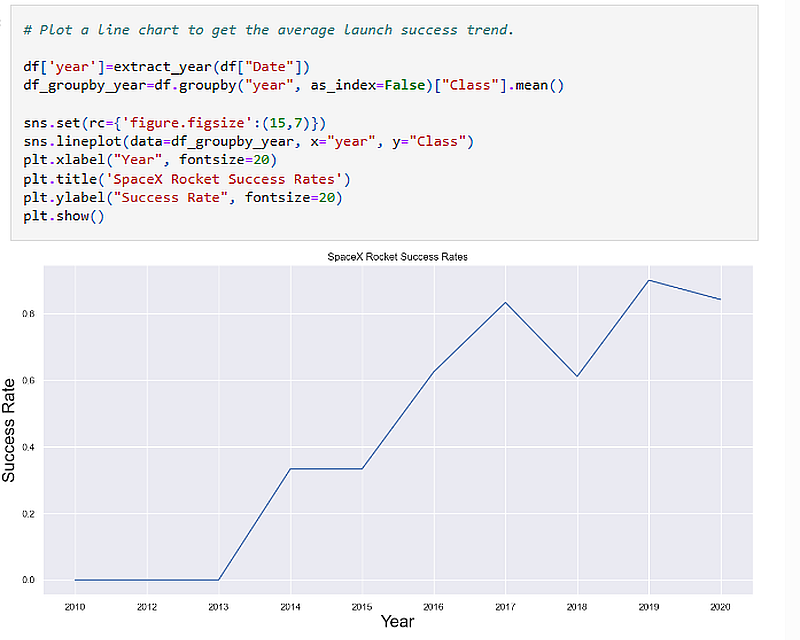 # Plot a line chart to get the average launch success trend.
df['year']=extract_year(df["Date"])
df_groupby_year=df.groupby("year", as_index=False)["Class"].mean()
sns.set(rc={'figure.figsize':(15,7)})
sns.lineplot(data=df_groupby_year, x="year", y="Class")
plt.xlabel("Year", fontsize=20)
plt.title('SpaceX Rocket Success Rates')
plt.ylabel("Success Rate", fontsize=20)
plt.show()
SpaceX Rocket Success Rates
Success Rate
0.8
0.6
0.4
0.2
0.0
2010 2012 2013 2014 2015 2016 2017 2018 2019 2020
Year